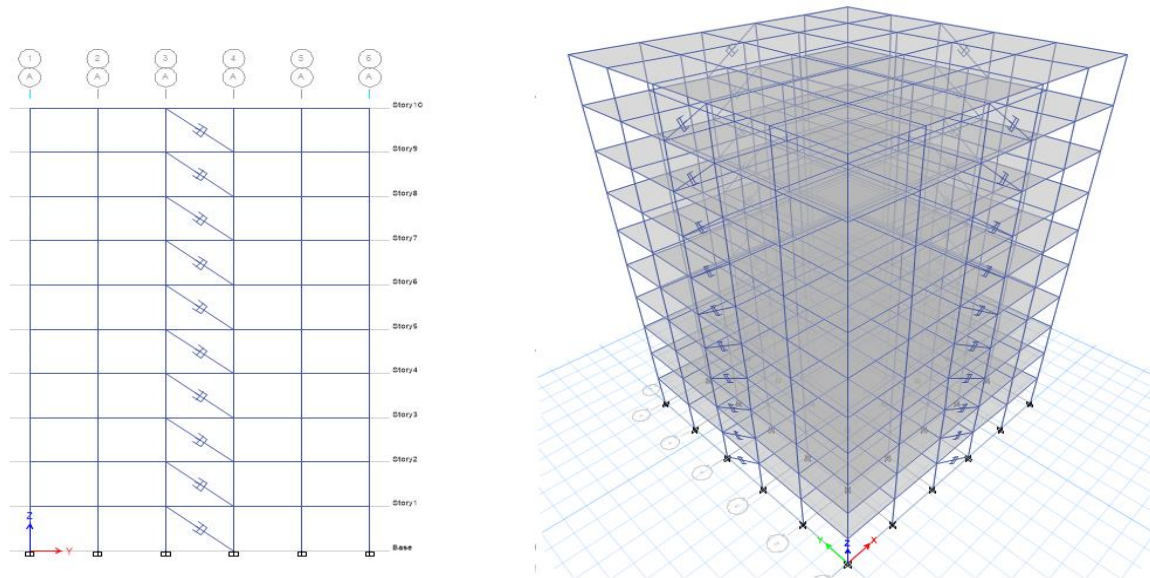 1 2 3 4 5 6
A A A A A A
Story10
Story9
Story8
Story7
Story6
Story5
Story4
Story3
Story2
Story1
Z
Y
Base
Y Z X